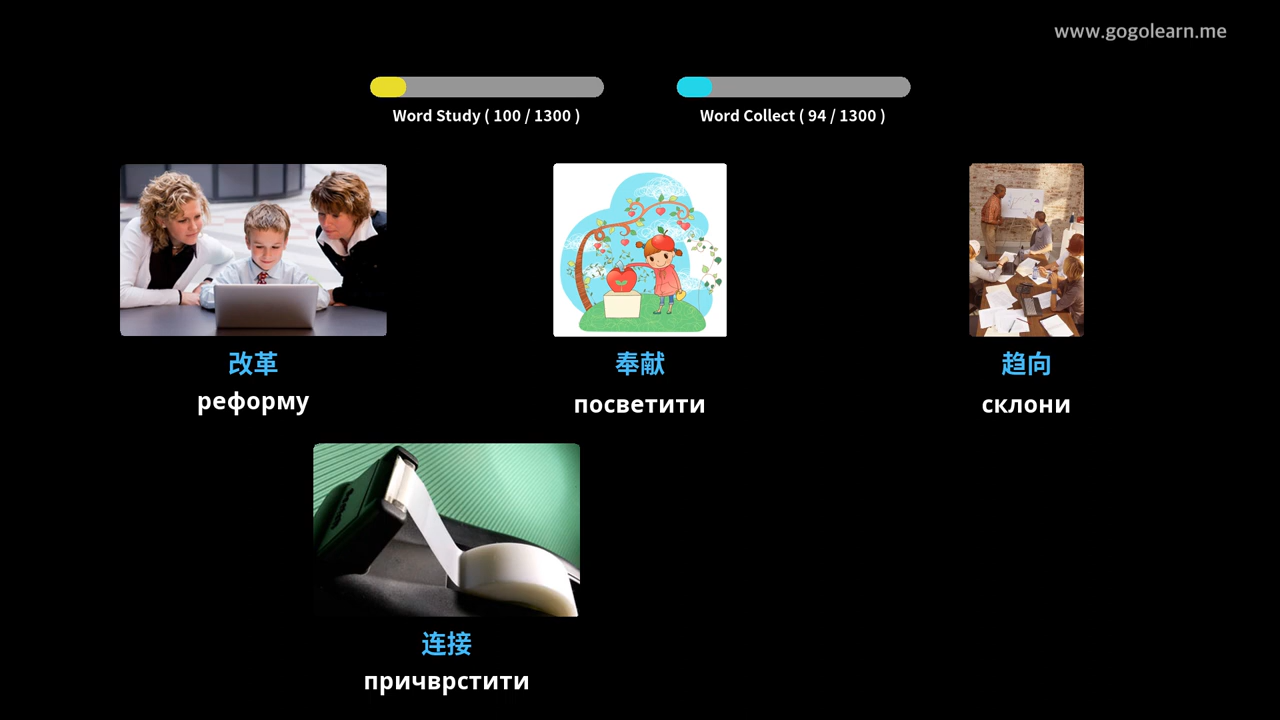 www.gogolearn.me
Word Study ( 100 / 1300 )
Word Collect ( 94 / 1300 )
改革
реформу
奉献
посветити
趋向
склони
连接
причврстити